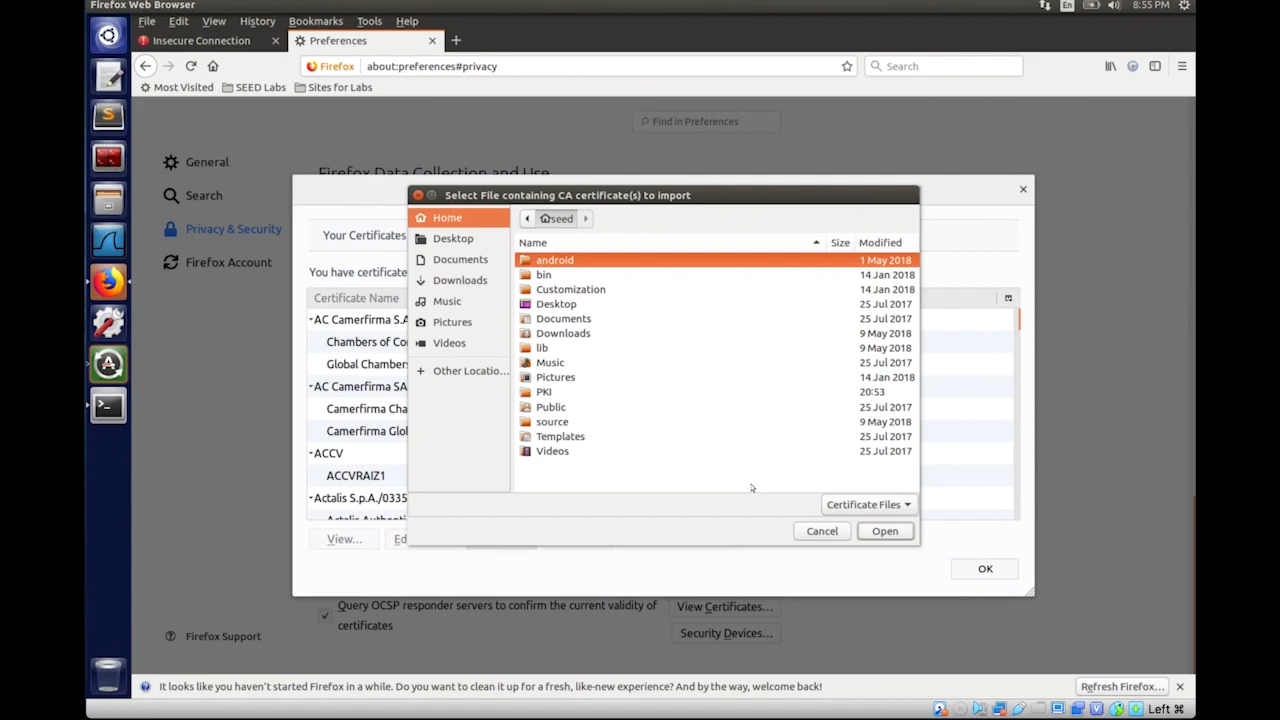 Firefox Web Browser
En
8:55 PM
File Edit View History Bookmarks Tools Help
Insecure Connection
Preferences
Firefox
about:preferences#privacy
Search
Most Visited
SEED Labs
Sites for Labs
Find in Preferences
General
Search
Privacy & Security
Firefox Account
Firefox Data Collection and Use
Select File containing CA certificate(s) to import
Your Certificates
You have certificate
Certificate Name
AC Camerfirma S.A
Chambers of Co
Global Chamber
AC Camerfirma SA
Camerfirma Cha
Camerfirma Glo
ACCV
ACCVRAIZ1
Actalis S.p.A./0335
Actalis Authentic
View...
Ed
Home
Desktop
Documents
Downloads
Music
Pictures
Videos
Other Locatio...
seed
Name Size Modified
android 1 May 2018
bin 14 Jan 2018
Customization 14 Jan 2018
Desktop 25 Jul 2017
Documents 25 Jul 2017
Downloads 9 May 2018
lib 9 May 2018
Music 25 Jul 2017
Pictures 14 Jan 2018
PKI 20:53
Public 25 Jul 2017
source 9 May 2018
Templates 25 Jul 2017
Videos 25 Jul 2017
Certificate Files
Cancel
Open
OK
Query OCSP responder servers to confirm the current validity of
certificates
View Certificates...
Security Devices...
Firefox Support
It looks like you haven't started Firefox in a while. Do you want to clean it up for a fresh, like-new experience? And by the way, welcome back!
Refresh Firefox...
Left ⌘